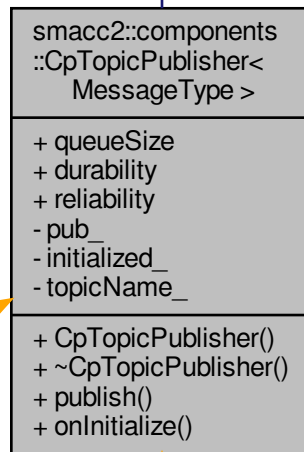 smacc2::components
::CpTopicPublisher<
MessageType >
+ queueSize
+ durability
+ reliability
- pub_
- initialized_
- topicName_
+ CpTopicPublisher()
+ ~CpTopicPublisher()
+ publish()
+ onInitialize()